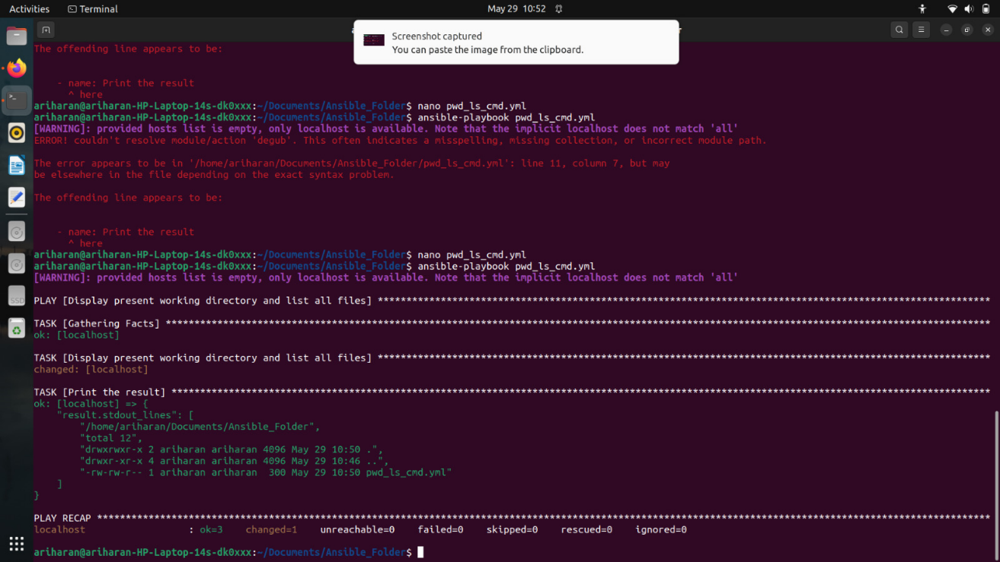 Activities Terminal May 29 10:52
Screenshot captured
You can paste the image from the clipboard.
The offending line appears to be:
- name: Print the result
^ here
ariharan@ariharan-HP-Laptop-14s-dk0xxx:~/Documents/Ansible_Folder$ nano pwd_ls_cmd.yml
ariharan@ariharan-HP-Laptop-14s-dk0xxx:~/Documents/Ansible_Folder$ ansible-playbook pwd_ls_cmd.yml
[WARNING]: provided hosts list is empty, only localhost is available. Note that the implicit localhost does not match 'all'
ERROR! couldn't resolve module/action 'degub'. This often indicates a misspelling, missing collection, or incorrect module path.
The error appears to be in '/home/ariharan/Documents/Ansible_Folder/pwd_ls_cmd.yml': line 11, column 7, but may
be elsewhere in the file depending on the exact syntax problem.
The offending line appears to be:
- name: Print the result
^ here
ariharan@ariharan-HP-Laptop-14s-dk0xxx:~/Documents/Ansible_Folder$ nano pwd_ls_cmd.yml
ariharan@ariharan-HP-Laptop-14s-dk0xxx:~/Documents/Ansible_Folder$ ansible-playbook pwd_ls_cmd.yml
[WARNING]: provided hosts list is empty, only localhost is available. Note that the implicit localhost does not match 'all'
PLAY [Display present working directory and list all files] ***********************************************************************************************************
TASK [Gathering Facts] ************************************************************************************************************************************************
ok: [localhost]
TASK [Display present working directory and list all files] ***********************************************************************************************************
changed: [localhost]
TASK [Print the result] ***********************************************************************************************************************************************
ok: [localhost] => {
"result.stdout_lines": [
"/home/ariharan/Documents/Ansible_Folder",
"total 12",
"drwxrwxr-x 2 ariharan ariharan 4096 May 29 10:50 .",
"drwxr-xr-x 4 ariharan ariharan 4096 May 29 10:46 ..",
"-rw-rw-r-- 1 ariharan ariharan  300 May 29 10:50 pwd_ls_cmd.yml"
]
}
PLAY RECAP ************************************************************************************************************************************************************
localhost : ok=3 changed=1 unreachable=0 failed=0 skipped=0 rescued=0 ignored=0
ariharan@ariharan-HP-Laptop-14s-dk0xxx:~/Documents/Ansible_Folder$
SSD